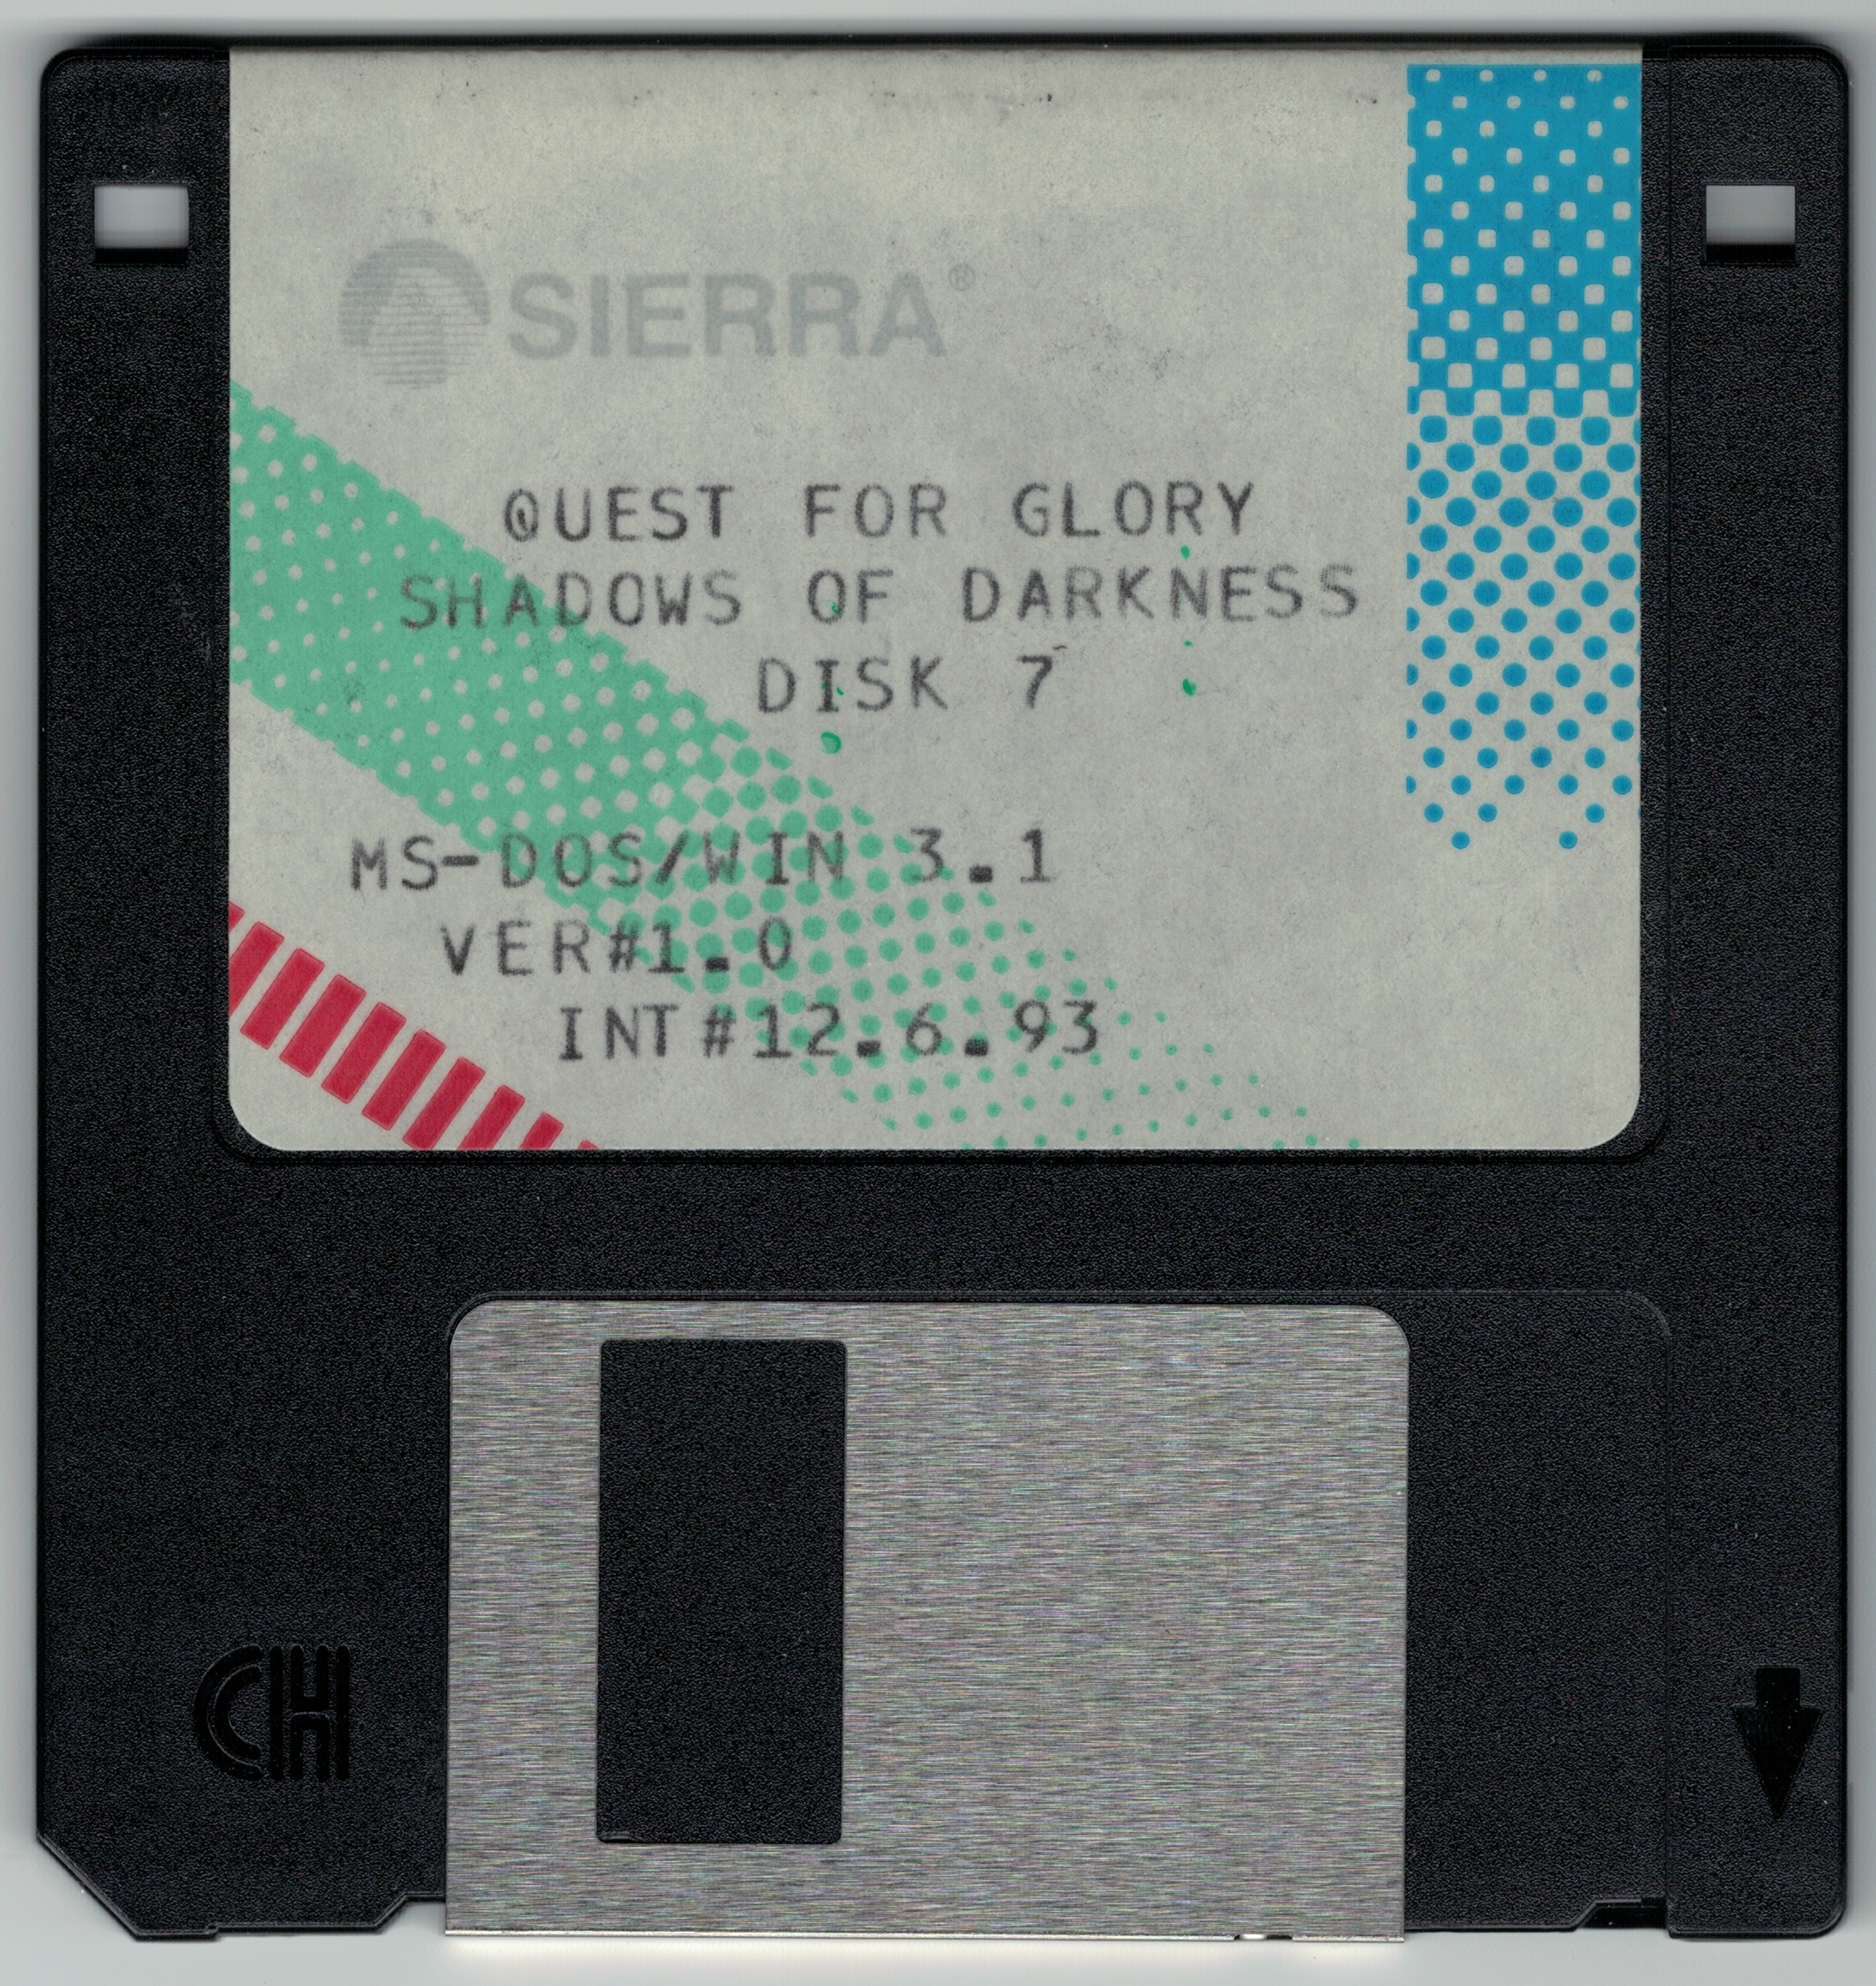 SIERRA®
QUEST FOR GLORY
SHADOWS OF DARKNESS
DISK 7
MS-DOS/WIN 3.1
VER#1.0
INT#12.6.93
CH